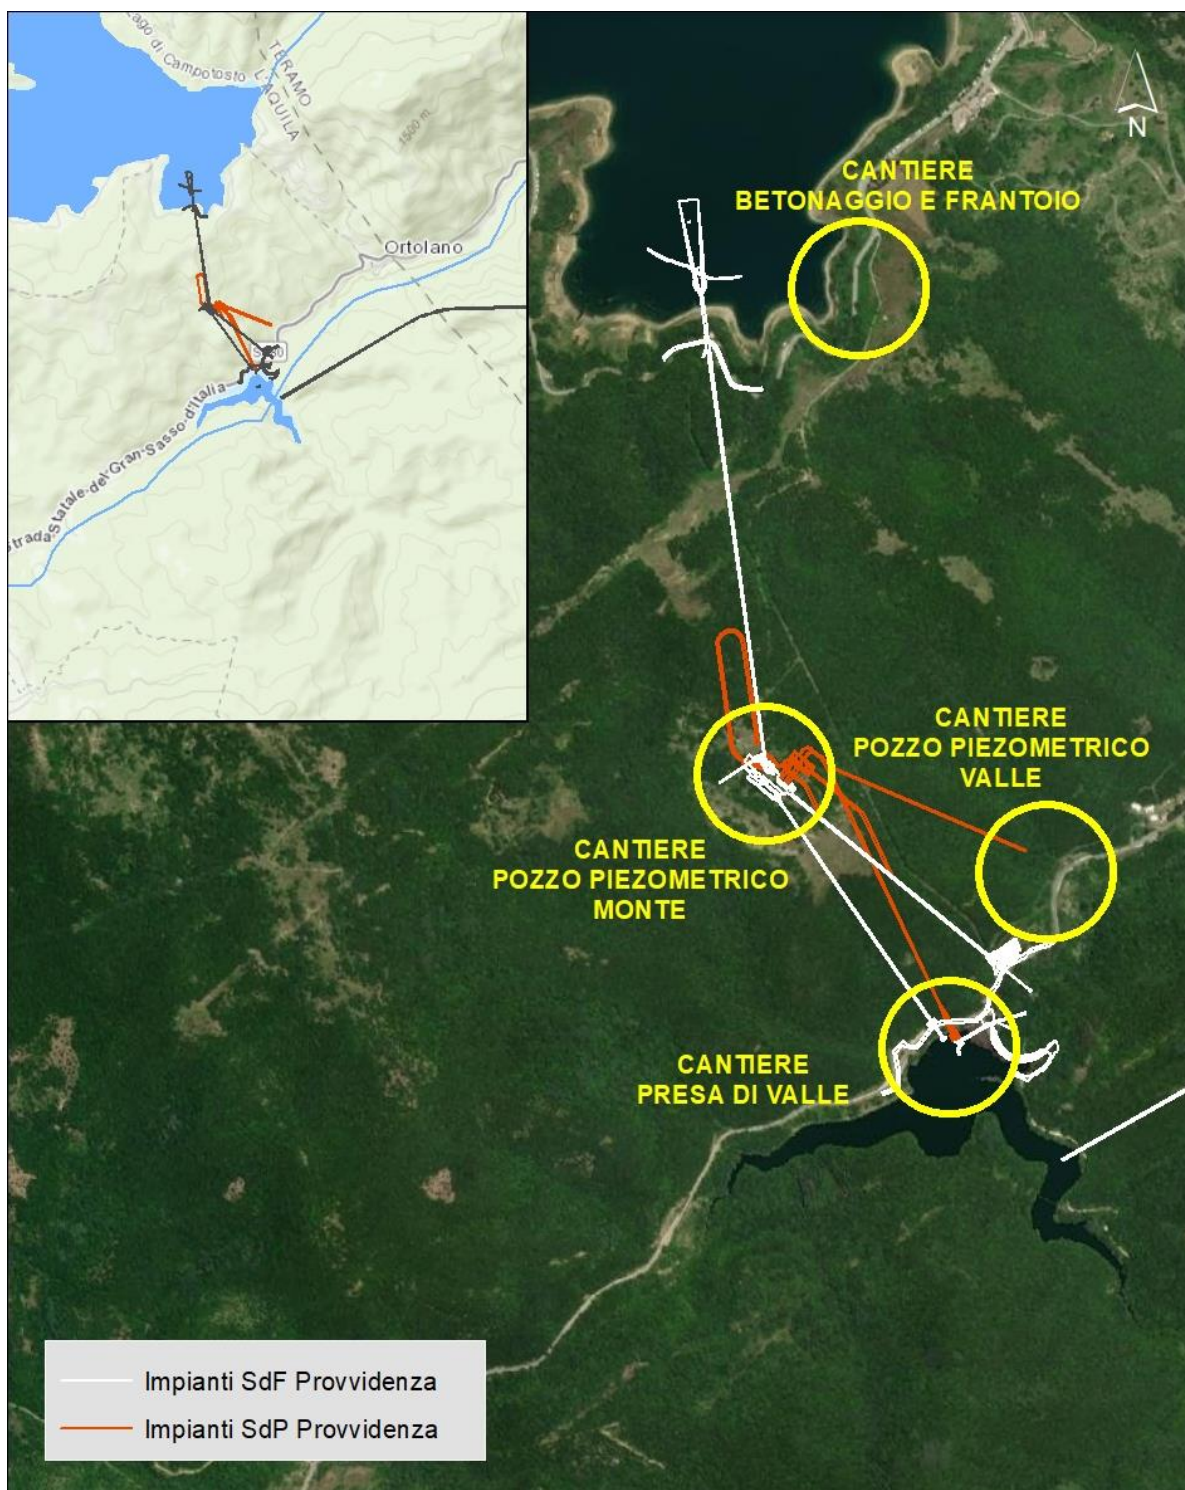 Lago di Campotosto
TERAMO
L'AQUILA
1500 m
Ortolano
Strada Statale del Gran Sasso d'Italia
N
CANTIERE
BETONAGGIO E FRANTOIO
CANTIERE
POZZO PIEZOMETRICO
VALLE
CANTIERE
POZZO PIEZOMETRICO
MONTE
CANTIERE
PRESA DI VALLE
Impianti SdF Provvidenza
Impianti SdP Provvidenza